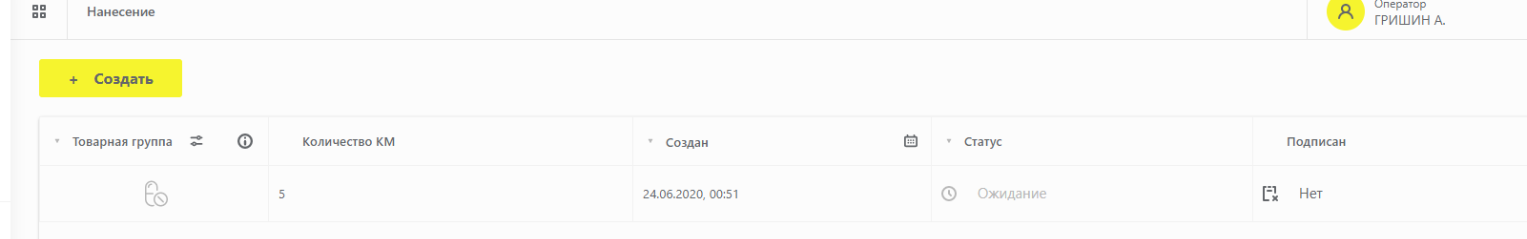 Нанесение
Оператор
ГРИШИН А.
+ Создать
Товарная группа
Количество КМ
Создан
Статус
Подписан
5
24.06.2020, 00:51
Ожидание
Нет